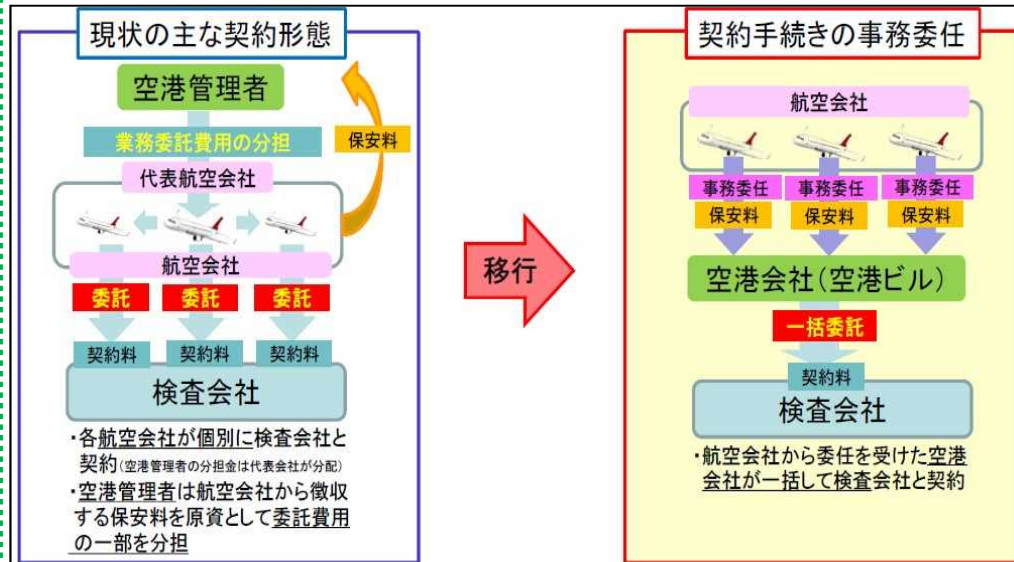 現状の主な契約形態
空港管理者
業務委託費用の分担
保安料
代表航空会社
航空会社
委託 委託 委託
契約料 契約料 契約料
検査会社
・各航空会社が個別に検査会社と
契約(空港管理者の分担金は代表会社が分配)
・空港管理者は航空会社から徴収
する保安料を原資として委託費用
の一部を分担
移行
契約手続きの事務委任
航空会社
事務委任 事務委任 事務委任
保安料 保安料 保安料
空港会社(空港ビル)
一括委託
契約料
検査会社
・航空会社から委任を受けた空港
会社が一括して検査会社と契約